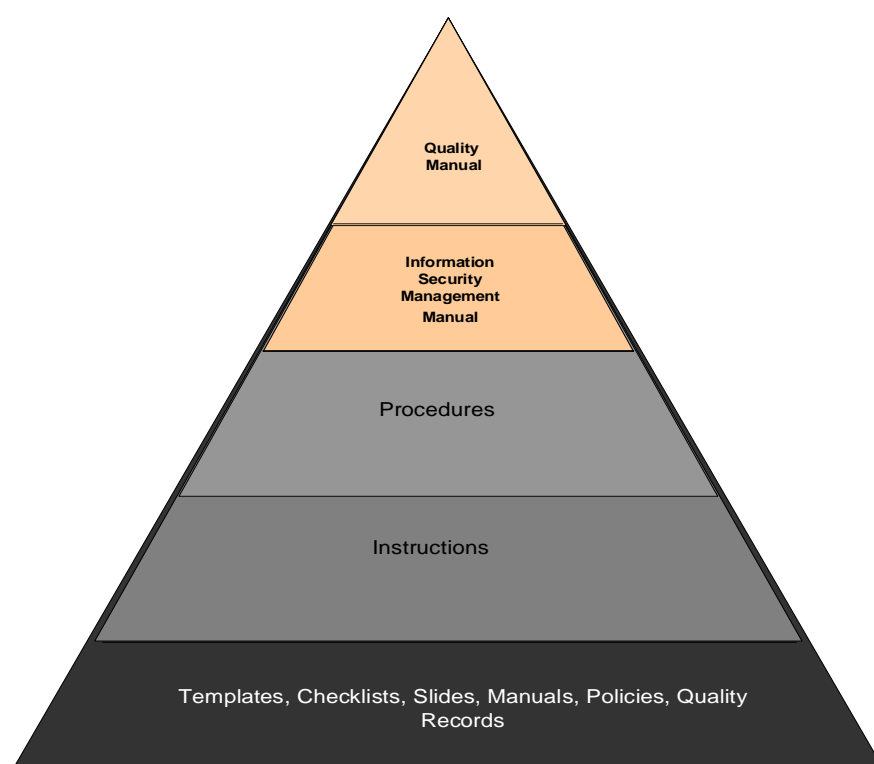 Quality
Manual
Information
Security
Management
Manual
Procedures
Instructions
Templates, Checklists, Slides, Manuals, Policies, Quality
Records